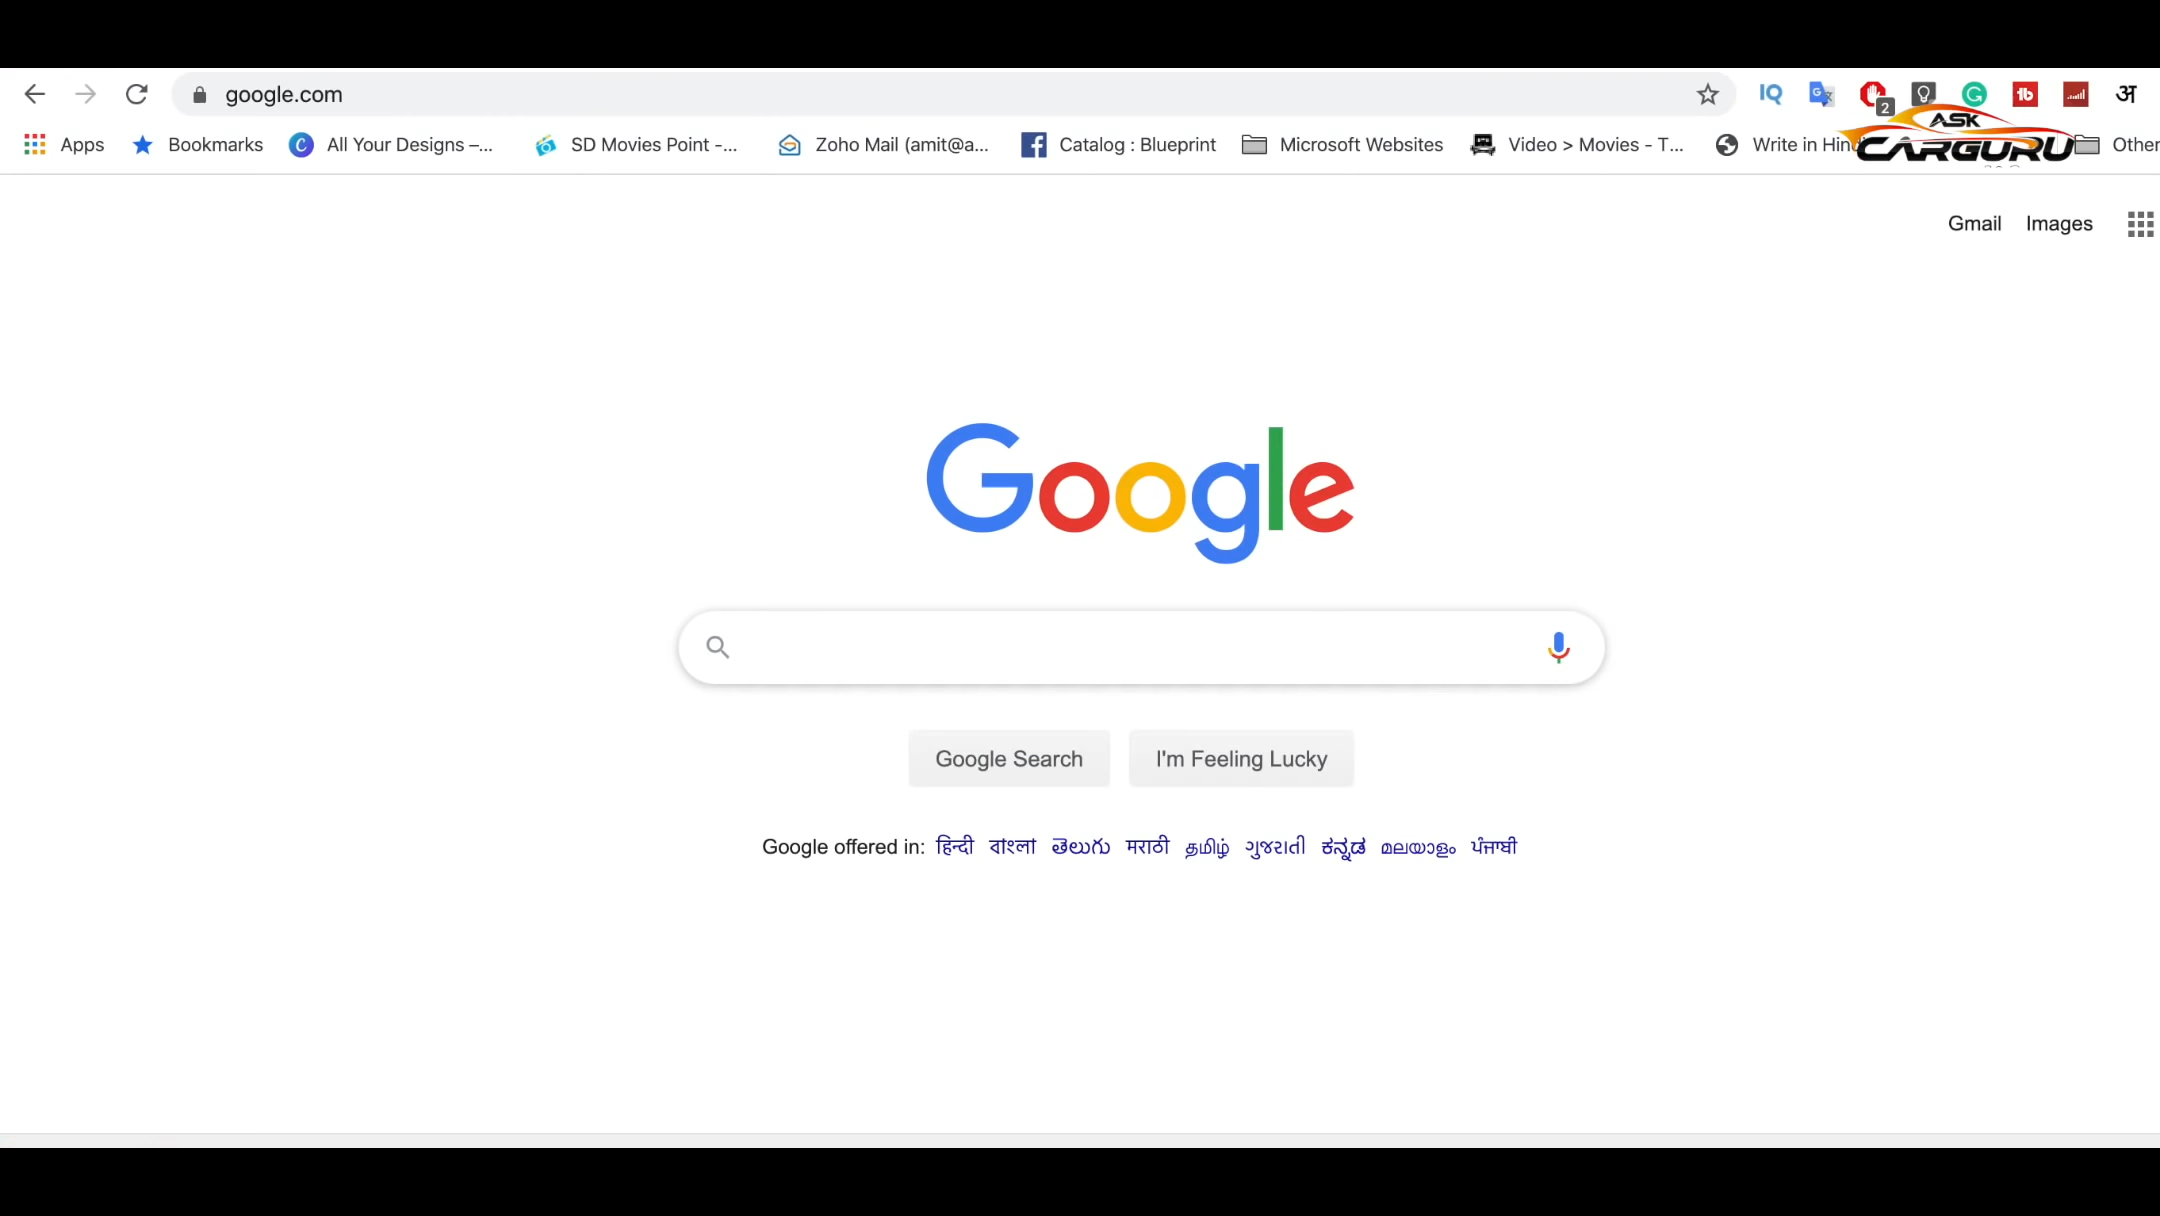 google.com
IQ G 2 G tb अ
Apps Bookmarks C All Your Designs –... SD Movies Point -... Zoho Mail (amit@a... f Catalog : Blueprint Microsoft Websites Video > Movies - T... Write in Hin Other
ASK
CARGURU
Gmail Images
Google
Google Search I'm Feeling Lucky
Google offered in: हिन्दी বাংলা తెలుగు मराठी தமிழ் ગુજરાતી ಕನ್ನಡ മലയാളം ਪੰਜਾਬੀ